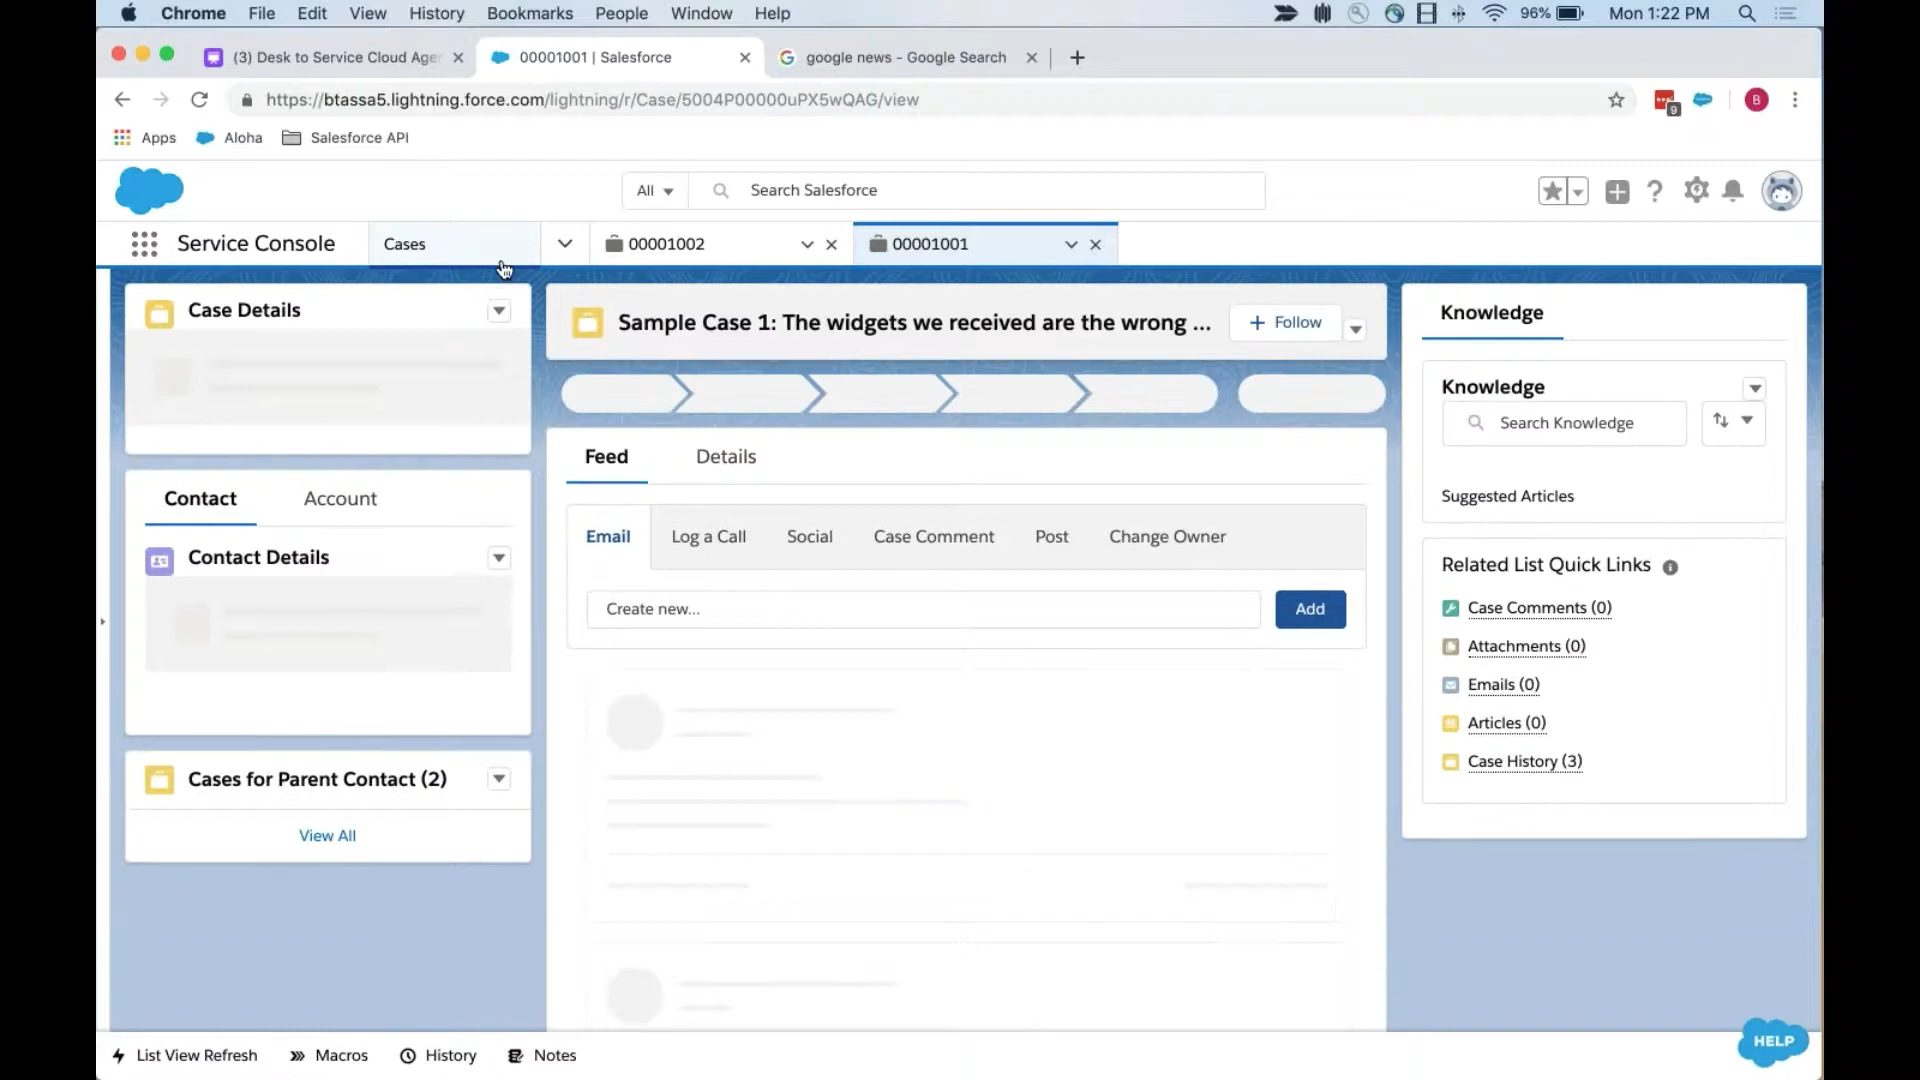 Chrome File Edit View History Bookmarks People Window Help 96% Mon 1:22 PM
(3) Desk to Service Cloud Age
00001001 | Salesforce
google news - Google Search
https://btassa5.lightning.force.com/lightning/r/Case/5004P00000uPX5wQAG/view
9
B
Apps Aloha Salesforce API
All Search Salesforce
Service Console Cases 00001002 00001001
Case Details
Contact Account
Contact Details
Cases for Parent Contact (2)
View All
Sample Case 1: The widgets we received are the wrong ...
+ Follow
Feed Details
Email Log a Call Social Case Comment Post Change Owner
Create new...
Add
Knowledge
Knowledge
Search Knowledge
Suggested Articles
Related List Quick Links
Case Comments (0)
Attachments (0)
Emails (0)
Articles (0)
Case History (3)
List View Refresh Macros History Notes
HELP